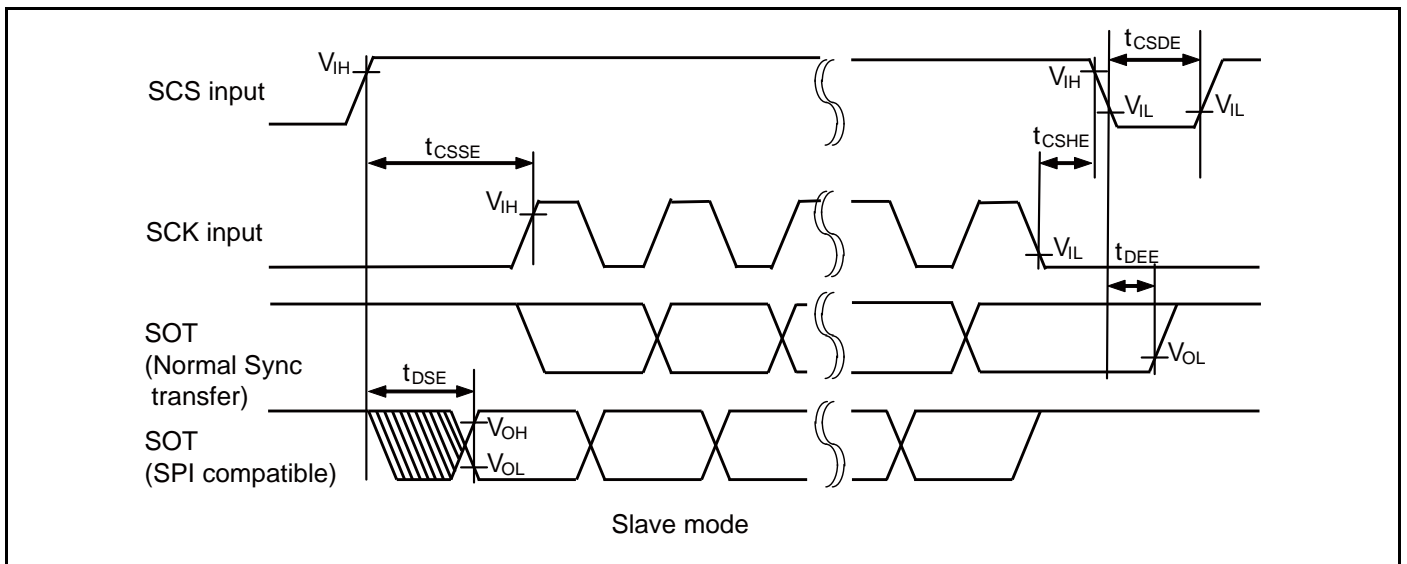 tCSDE
VIH
VIH
SCS input
VIL
VIL
tCSHE
tCSSE
VIH
SCK input
VIL
tDEE
SOT
(Normal Sync
transfer)
VOL
tDSE
SOT
(SPI compatible)
VOH
VOL
Slave mode